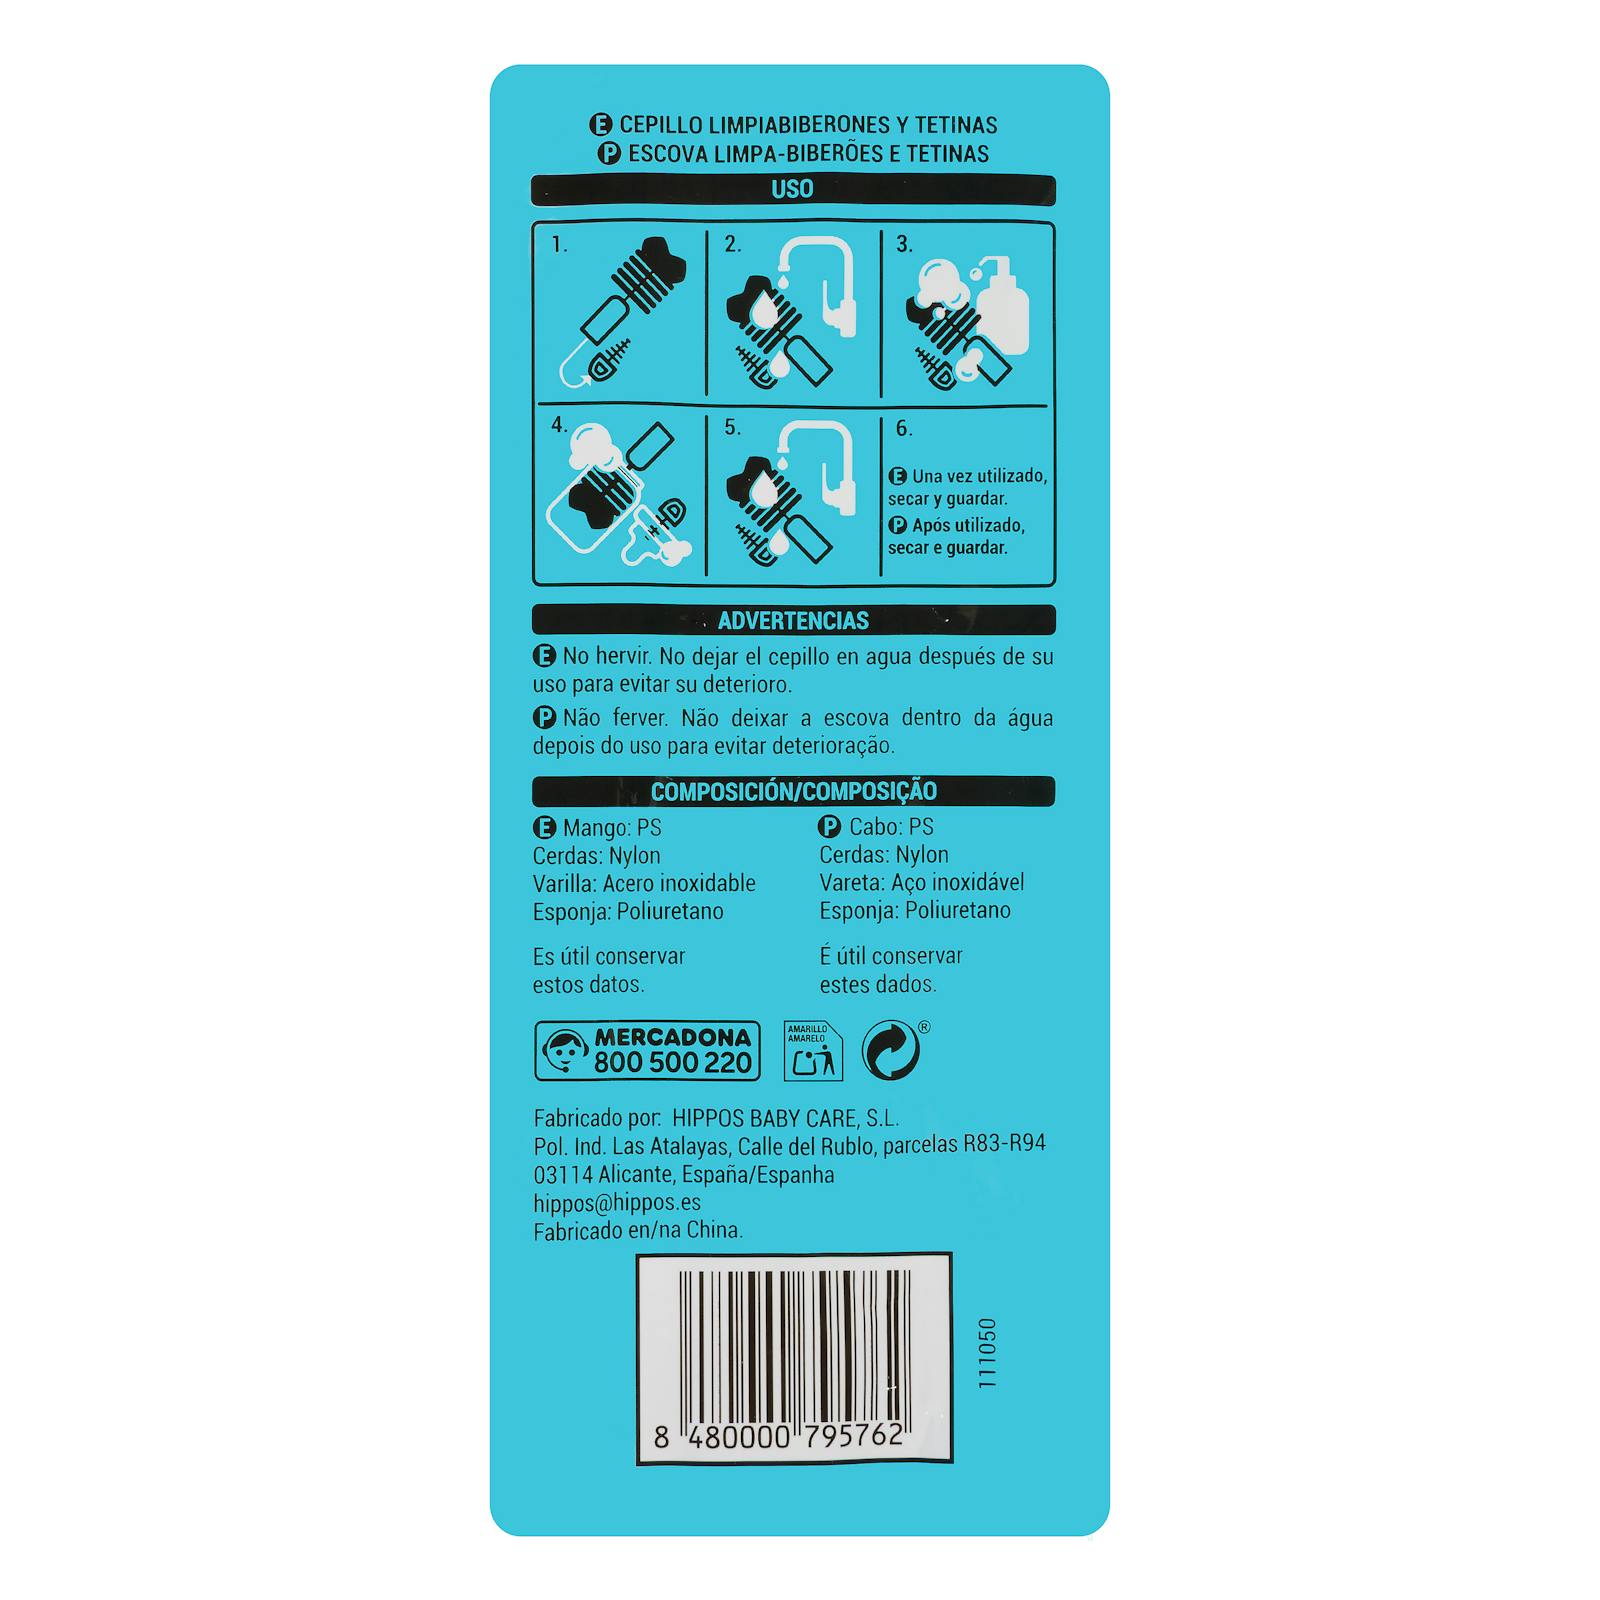 E CEPILLO LIMPIABIBERONES Y TETINAS
P ESCOVA LIMPA-BIBERÕES E TETINAS
USO
1.
2.
3.
4.
5.
6.
E Una vez utilizado,
secar y guardar.
P Após utilizado,
secar e guardar.
ADVERTENCIAS
E No hervir. No dejar el cepillo en agua después de su
uso para evitar su deterioro.
P Não ferver. Não deixar a escova dentro da água
depois do uso para evitar deterioração.
COMPOSICIÓN/COMPOSIÇÃO
E Mango: PS
Cerdas: Nylon
Varilla: Acero inoxidable
Esponja: Poliuretano
Es útil conservar
estos datos.
P Cabo: PS
Cerdas: Nylon
Vareta: Aço inoxidável
Esponja: Poliuretano
É útil conservar
estes dados.
MERCADONA
800 500 220
AMARILLO
AMARELO
®
Fabricado por: HIPPOS BABY CARE, S.L.
Pol. Ind. Las Atalayas, Calle del Rublo, parcelas R83-R94
03114 Alicante, España/Espanha
hippos@hippos.es
Fabricado en/na China.
8 480000 795762
111050